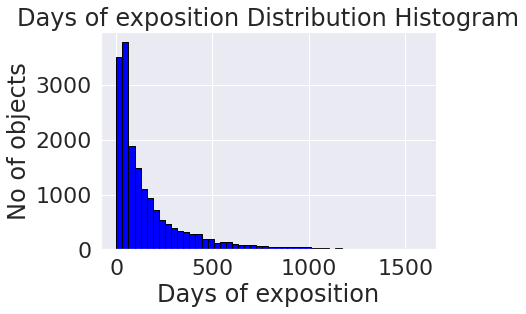 Days of exposition Distribution Histogram
No of objects
3000
2000
1000
0
0 500 1000 1500
Days of exposition